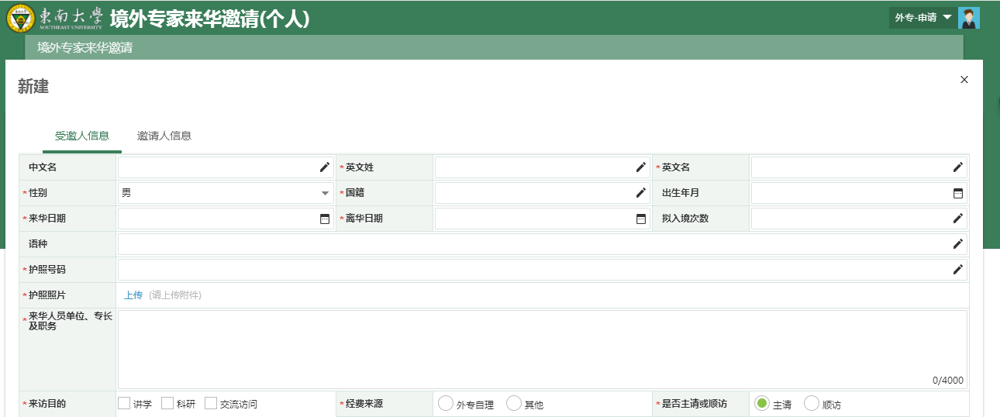 東南大學 境外专家来华邀请(个人) 外专-申请
SOUTHEAST UNIVERSITY
境外专家来华邀请
新建
受邀人信息 邀请人信息
中文名 *英文姓 *英文名
*性别 男 *国籍 出生年月
*来华日期 *离华日期 拟入境次数
语种
*护照号码
*护照照片 上传 (请上传附件)
*来华人员单位、专长
及职务
0/4000
*来访目的 讲学 科研 交流访问 *经费来源 外专自理 其他 *是否主请或顺访 主请 顺访